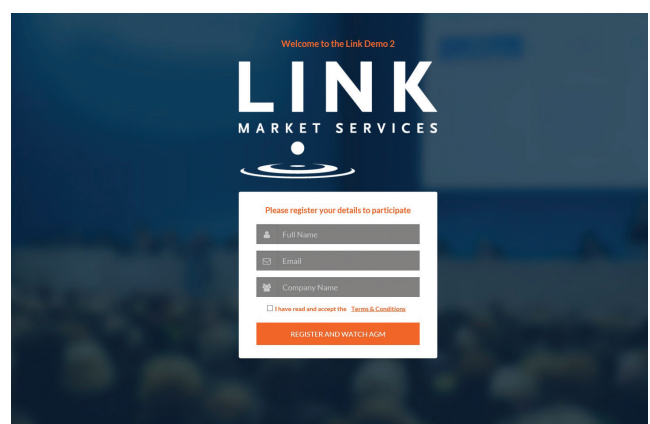 Welcome to the Link Demo 2
LINK
MARKET SERVICES
Please register your details to participate
Full Name
Email
Company Name
I have read and accept the Terms & Conditions
REGISTER AND WATCH AGM